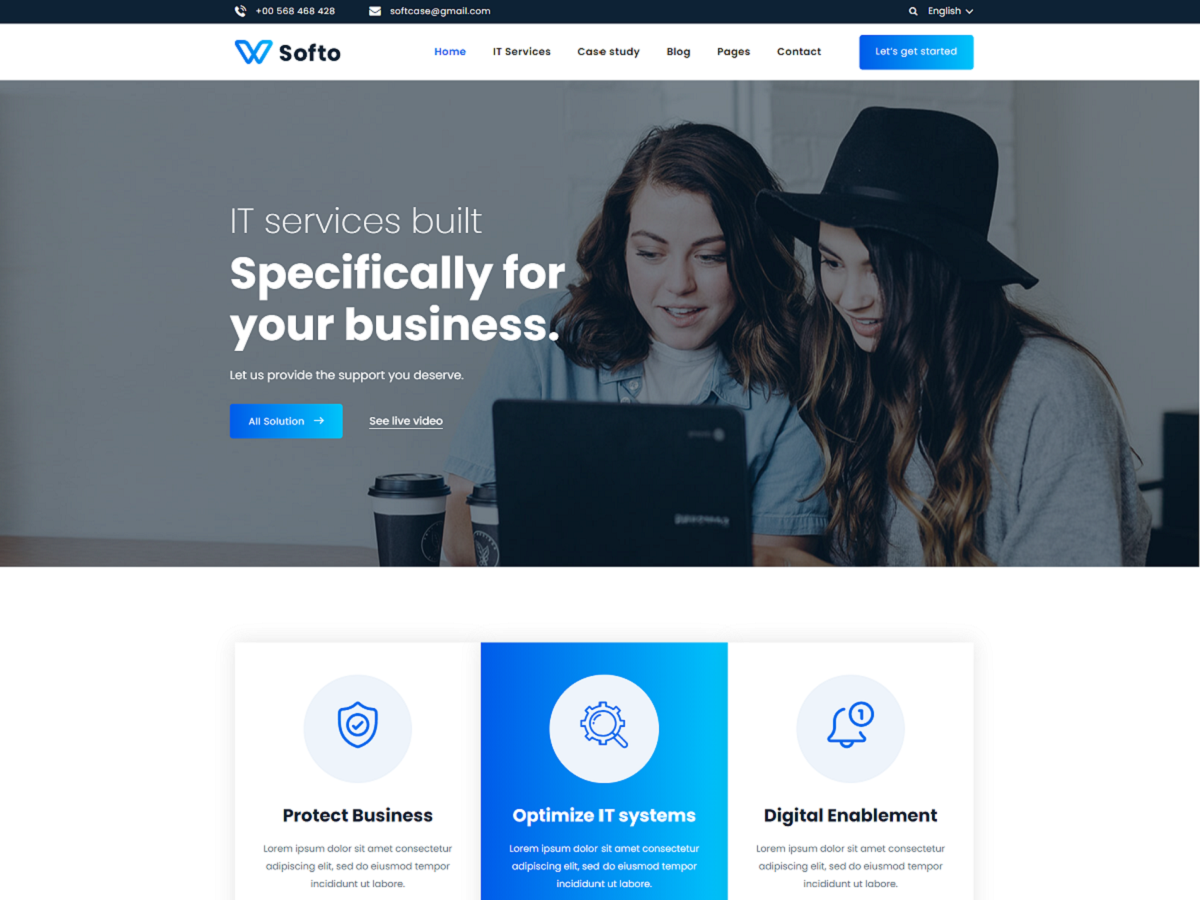 +00 568 468 428 softcase@gmail.com English
Softo Home IT Services Case study Blog Pages Contact Let's get started
IT services built
Specifically for
your business.
Let us provide the support you deserve.
All Solution See live video
1
Protect Business
Lorem ipsum dolor sit amet consectetur
adipiscing elit, sed do eiusmod tempor
incididunt ut labore.
Optimize IT systems
Lorem ipsum dolor sit amet consectetur
adipiscing elit, sed do eiusmod tempor
incididunt ut labore.
Digital Enablement
Lorem ipsum dolor sit amet consectetur
adipiscing elit, sed do eiusmod tempor
incididunt ut labore.